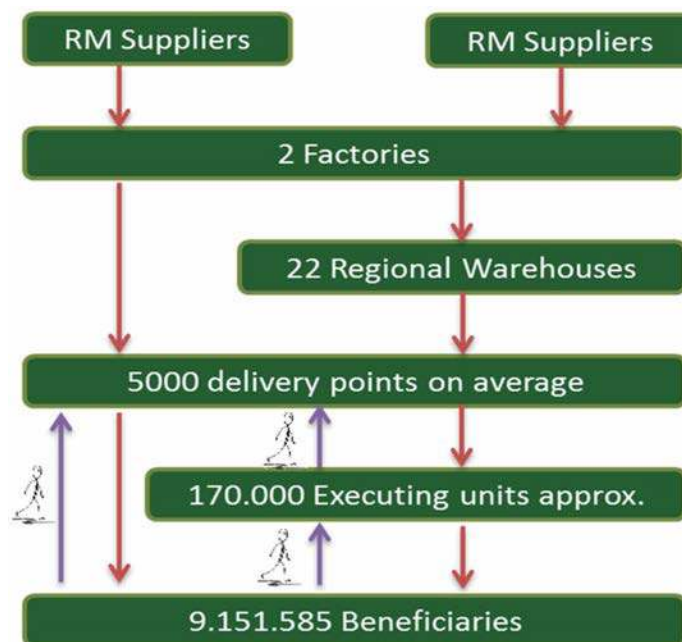 RM Suppliers
RM Suppliers
2 Factories
22 Regional Warehouses
5000 delivery points on average
170.000 Executing units approx.
9.151.585 Beneficiaries